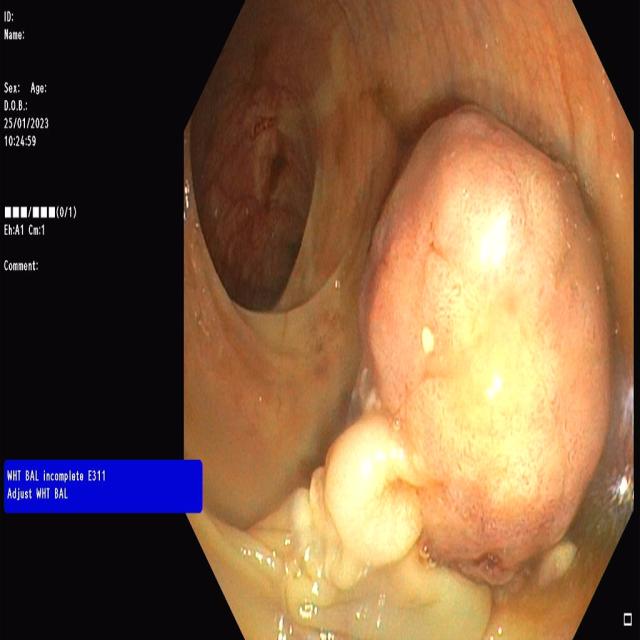 ID:
Name:
Sex: Age:
D.O.B.:
25/01/2023
10:24:59
■■■/■■■(0/1)
Eh:A1 Cm:1
Comment:
WHT BAL incomplete E311
Adjust WHT BAL